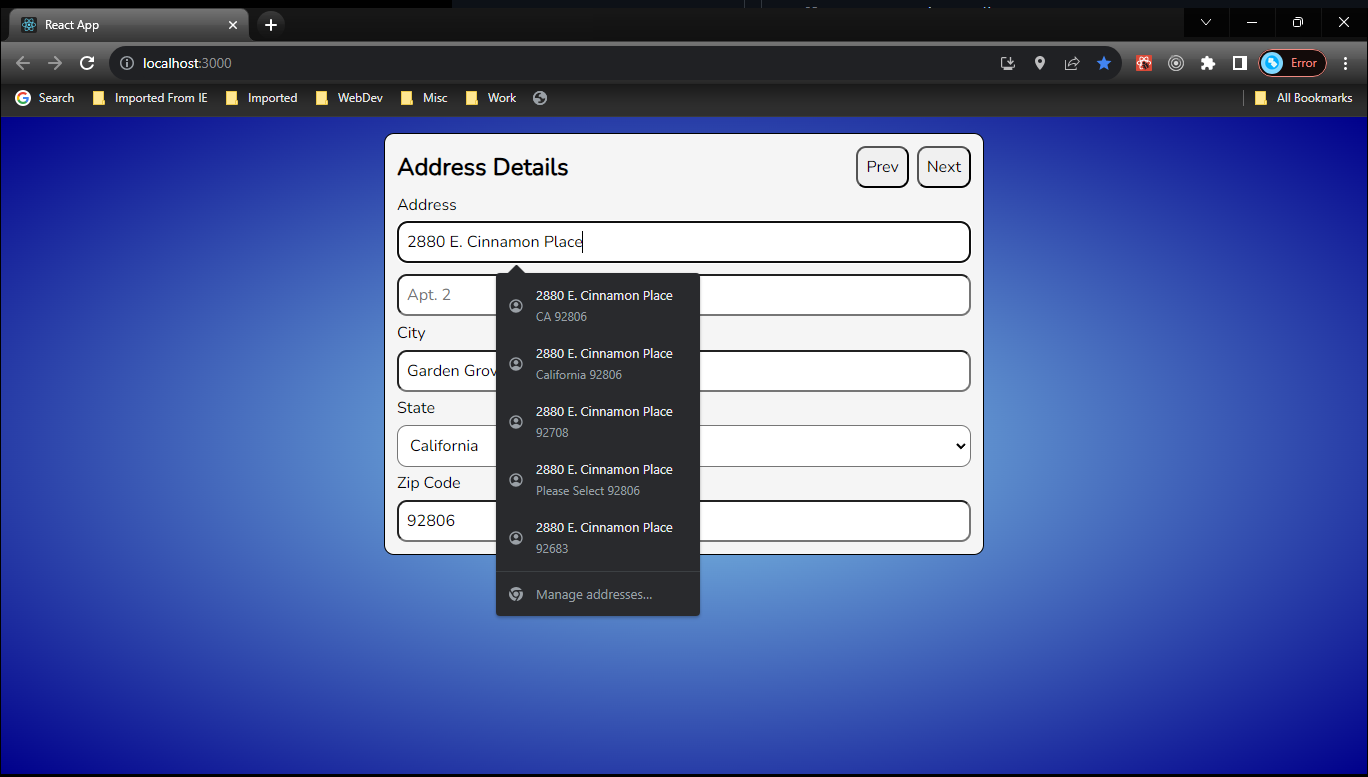 React App
localhost:3000
Error
Search Imported From IE Imported WebDev Misc Work All Bookmarks
Address Details Prev Next
Address
2880 E. Cinnamon Place
Apt. 2
City
Garden Grov
State
California
Zip Code
92806
2880 E. Cinnamon Place
CA 92806
2880 E. Cinnamon Place
California 92806
2880 E. Cinnamon Place
92708
2880 E. Cinnamon Place
Please Select 92806
2880 E. Cinnamon Place
92683
Manage addresses...